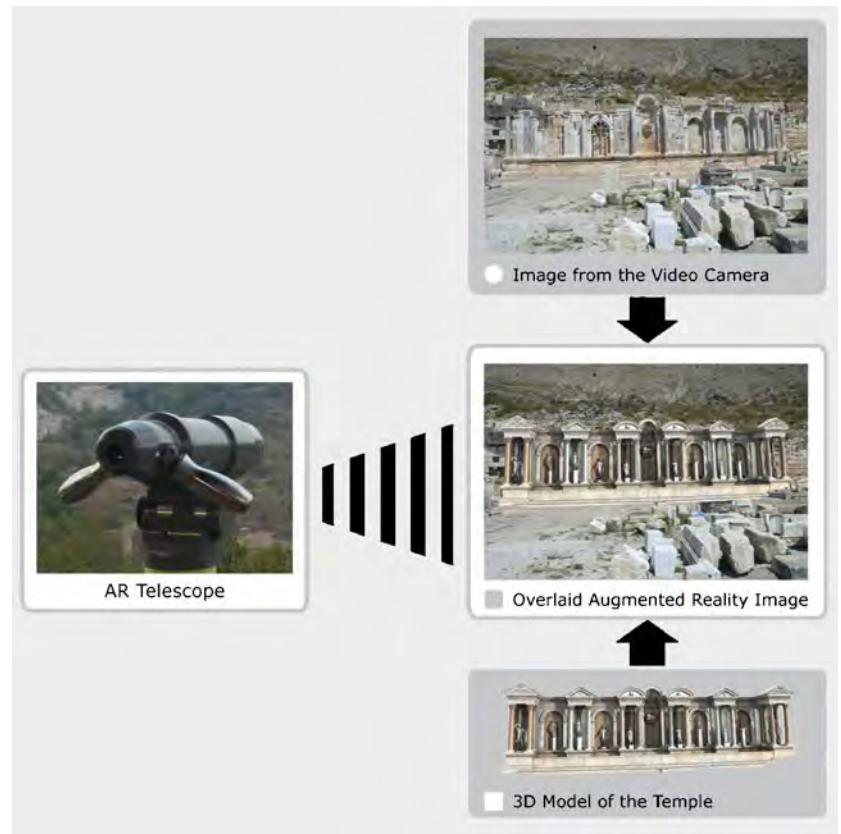 Image from the Video Camera
AR Telescope
Overlaid Augmented Reality Image
3D Model of the Temple